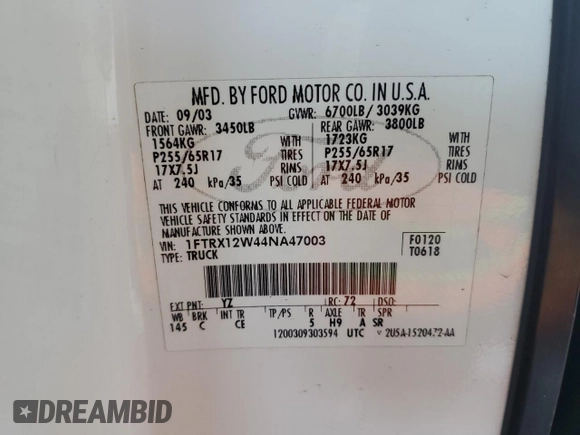 MFD. BY FORD MOTOR CO. IN U.S.A.
DATE: 09/03 GVWR: 6700LB/ 3039KG
FRONT GAWR: 3450LB REAR GAWR: 3800LB
1564KG WITH 1723KG WITH
P255/65R17 TIRES P255/65R17 TIRES
17X7.5J RIMS 17X7.5J RIMS
AT 240 kPa/35 PSI COLD AT 240 kPa/35 PSI COLD
THIS VEHICLE CONFORMS TO ALL APPLICABLE FEDERAL MOTOR
VEHICLE SAFETY STANDARDS IN EFFECT ON THE DATE OF
MANUFACTURE SHOWN ABOVE.
VIN: 1FTRX12W44NA47003 F0120
TYPE: TRUCK T0618
EXT PNT: YZ RC: 72 DSO:
WB BRK INT TR TP/PS R AXLE TR SPR
145 C CE 5 H9 A SR
1200309303594 UTC 2U5A-1520472-AA
Ford
DREAMBID